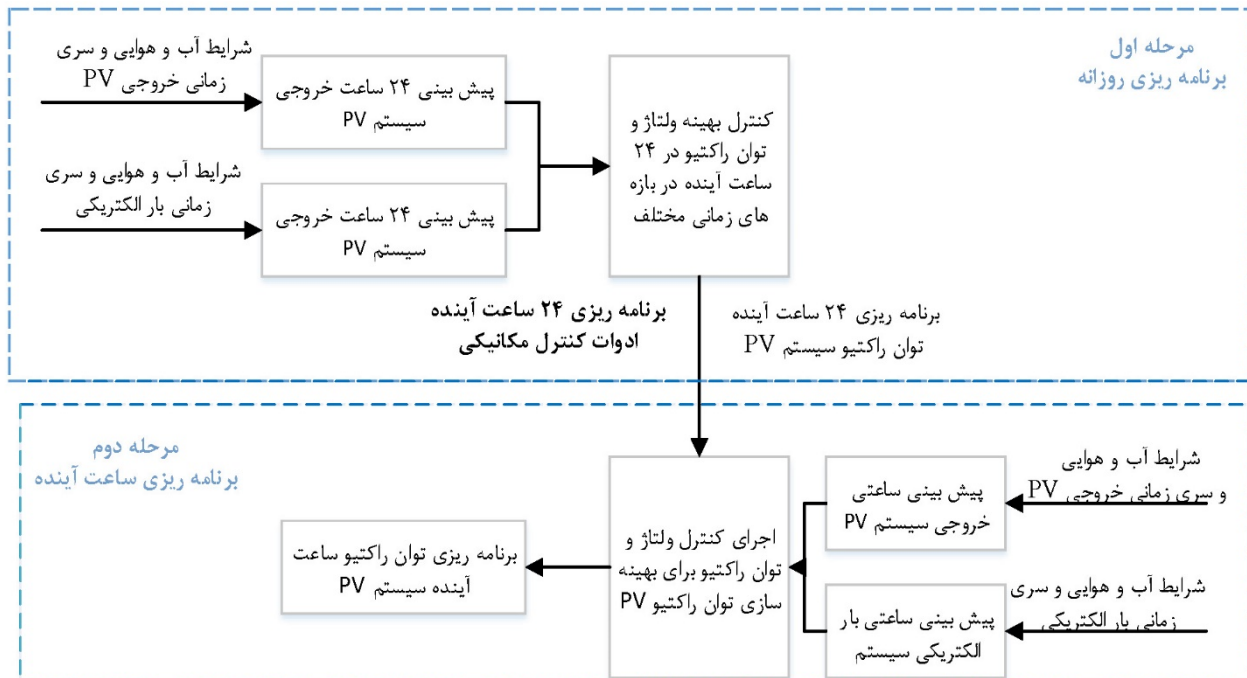 مرحله اول
برنامه ریزی روزانه
شرایط آب و هوایی و سری
زمانی خروجی PV
پیش بینی ۲۴ ساعت خروجی
سیستم PV
شرایط آب و هوایی و سری
زمانی بار الکتریکی
پیش بینی ۲۴ ساعت خروجی
سیستم PV
کنترل بهینه ولتاژ و
توان راکتیو در ۲۴
ساعت آینده در بازه
های زمانی مختلف
برنامه ریزی ۲۴ ساعت آینده
ادوات کنترل مکانیکی
برنامه ریزی ۲۴ ساعت آینده
توان راکتیو سیستم PV
مرحله دوم
برنامه ریزی ساعت آینده
شرایط آب و هوایی
و سری زمانی خروجی PV
پیش بینی ساعتی
خروجی سیستم PV
شرایط آب و هوایی و سری
زمانی بار الکتریکی
پیش بینی ساعتی بار
الکتریکی سیستم
اجرای کنترل ولتاژ و
توان راکتیو برای بهینه
سازی توان راکتیو PV
برنامه ریزی توان راکتیو ساعت
آینده سیستم PV